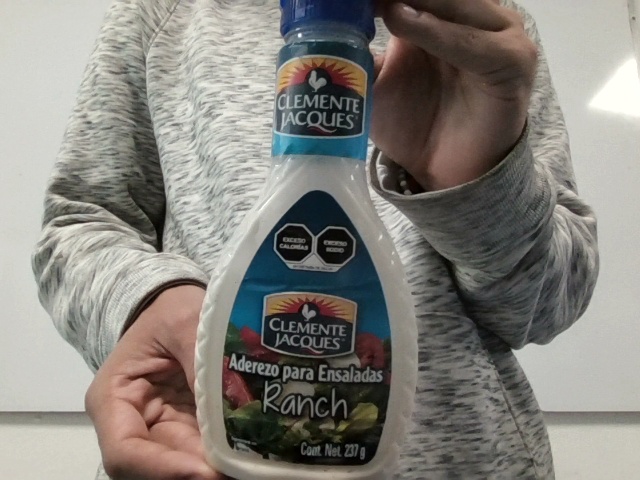 CLEMENTE
JACQUES
EXCESO
CALORÍAS
EXCESO
SODIO
CLEMENTE
JACQUES
Aderezo para Ensaladas
Ranch
Cont. Net. 237 g